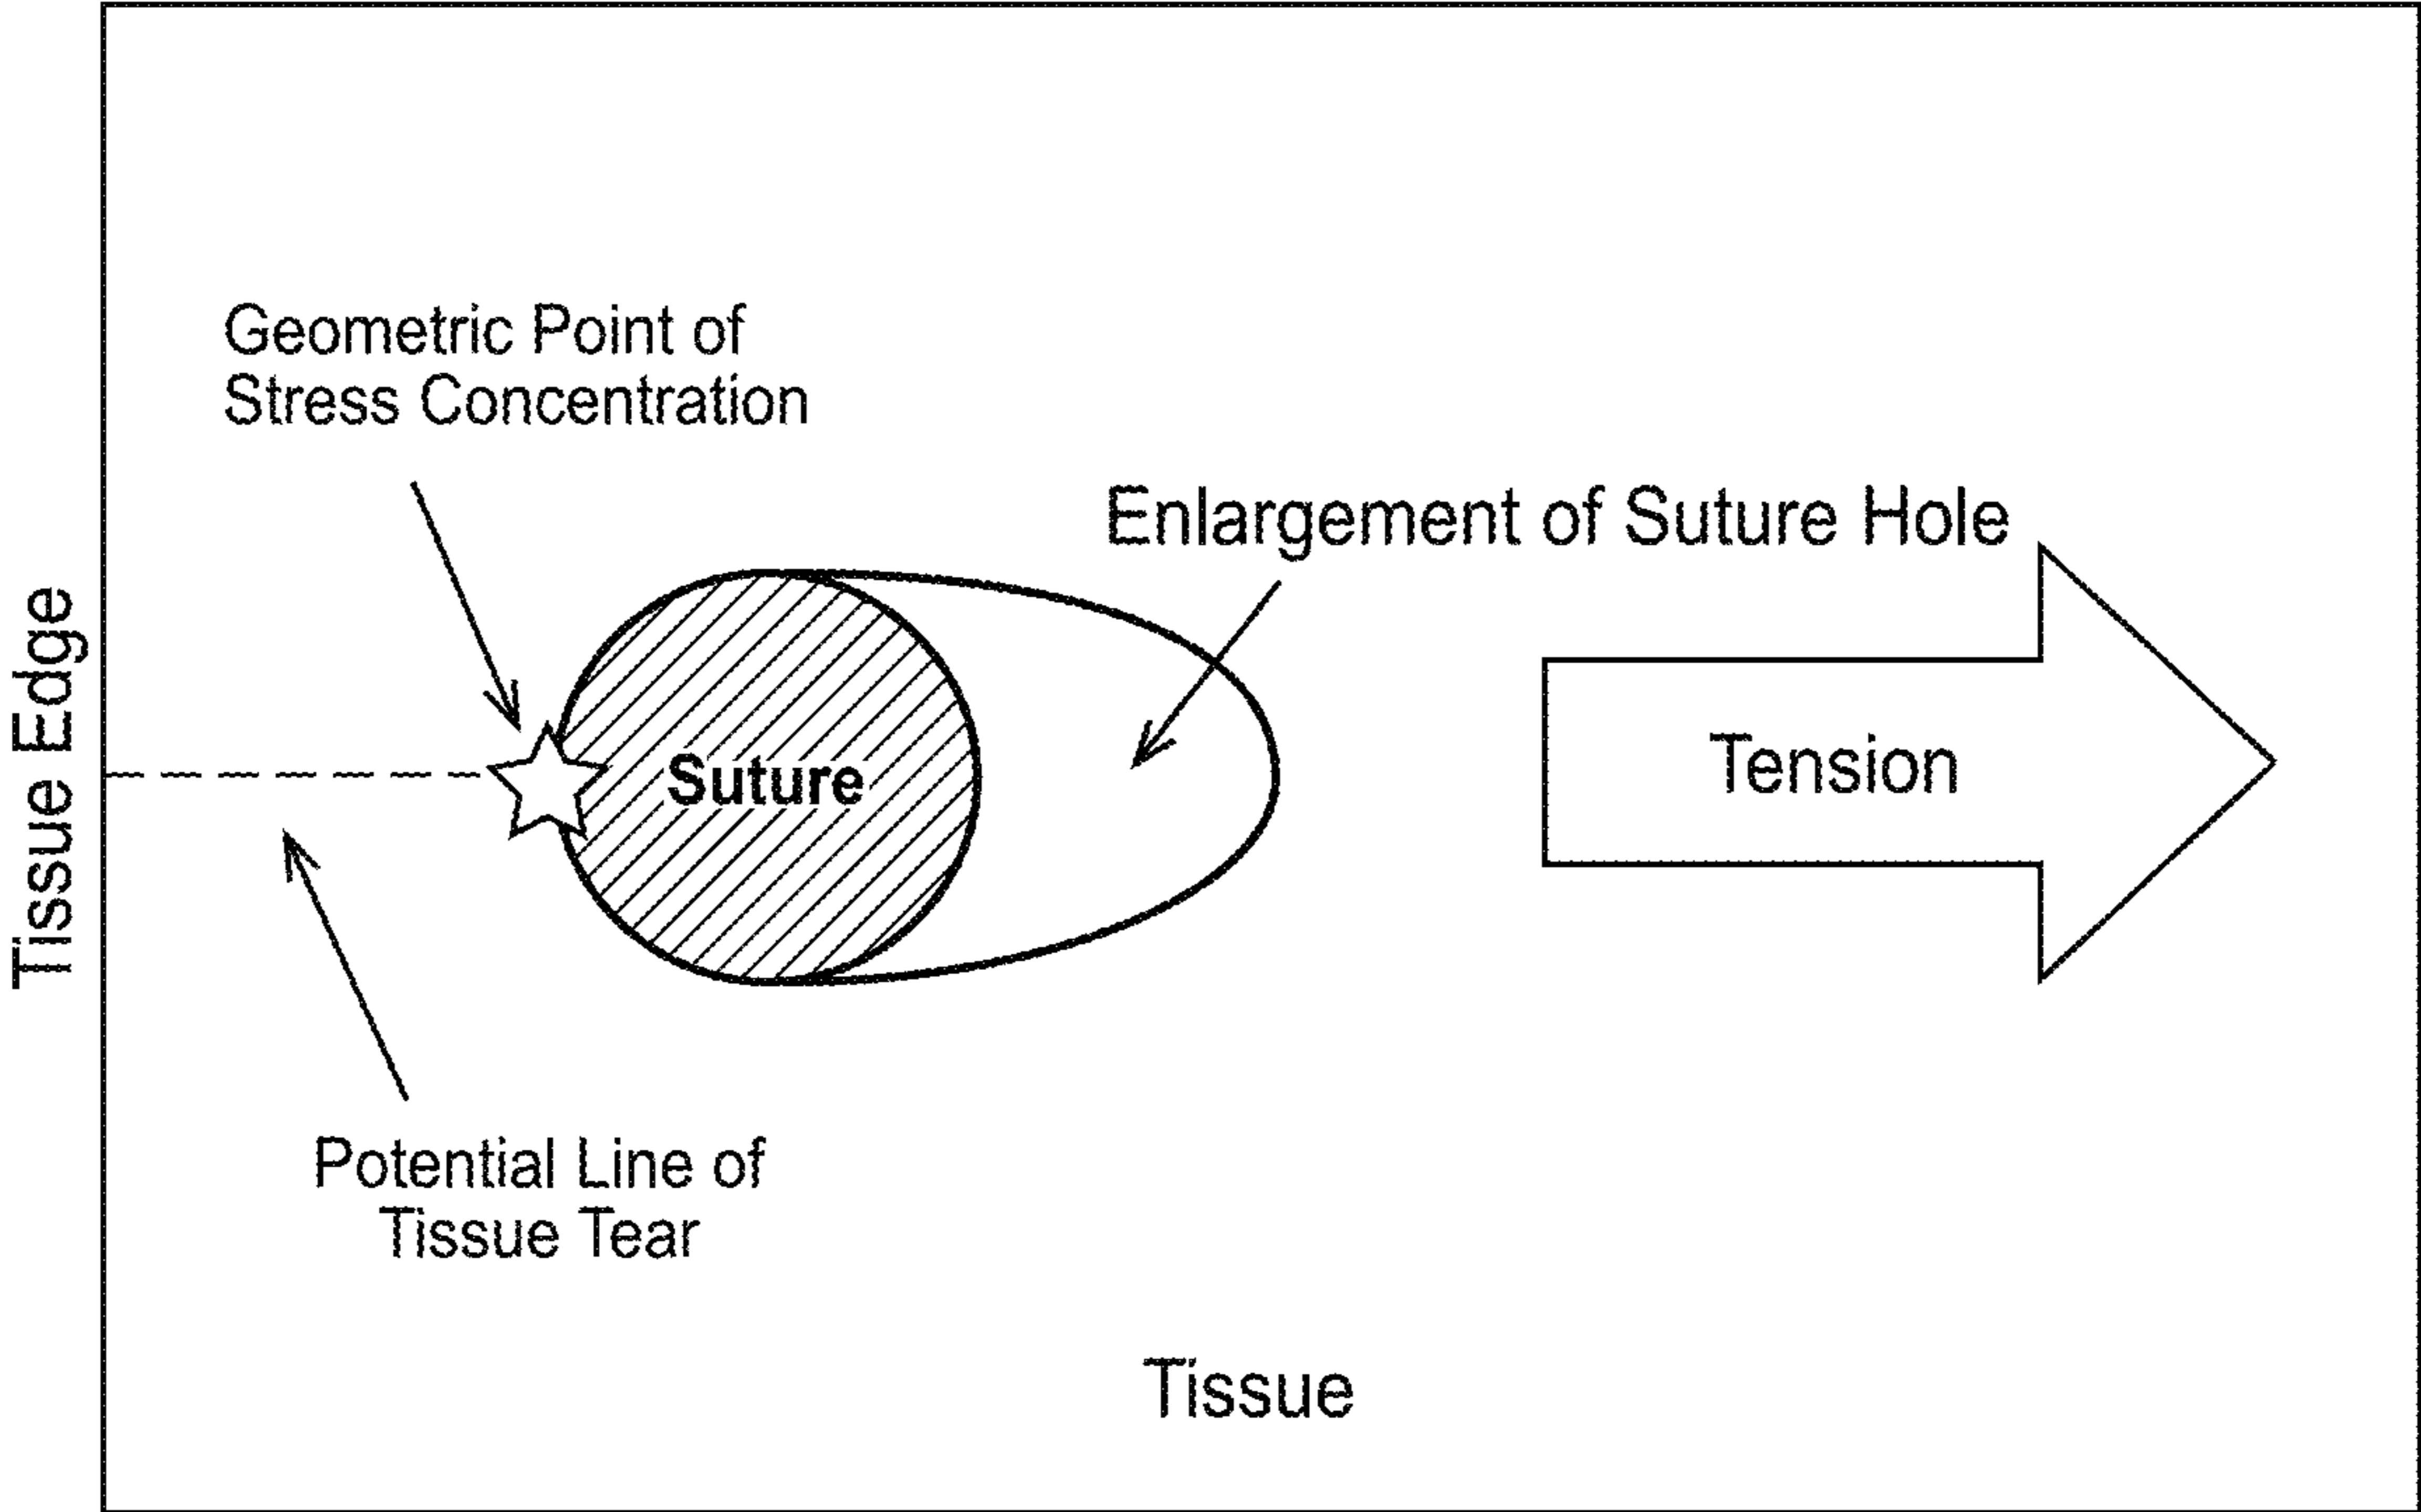 Geometric Point of
Stress Concentration
Enlargement of Suture Hole
Tissue Edge
Suture
Tension
Potential Line of
Tissue Tear
Tissue